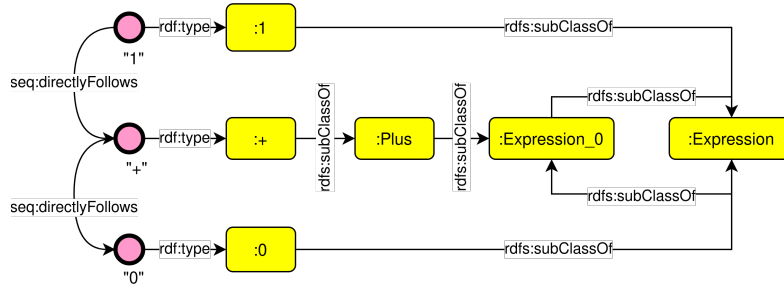 rdf:type
:1
rdfs:subClassOf
"1"
seq:directlyFollows
rdfs:subClassOf
rdf:type
:+
rdfs:subClassOf
:Plus
rdfs:subClassOf
:Expression_0
:Expression
"+"
rdfs:subClassOf
seq:directlyFollows
rdf:type
:0
rdfs:subClassOf
"0"